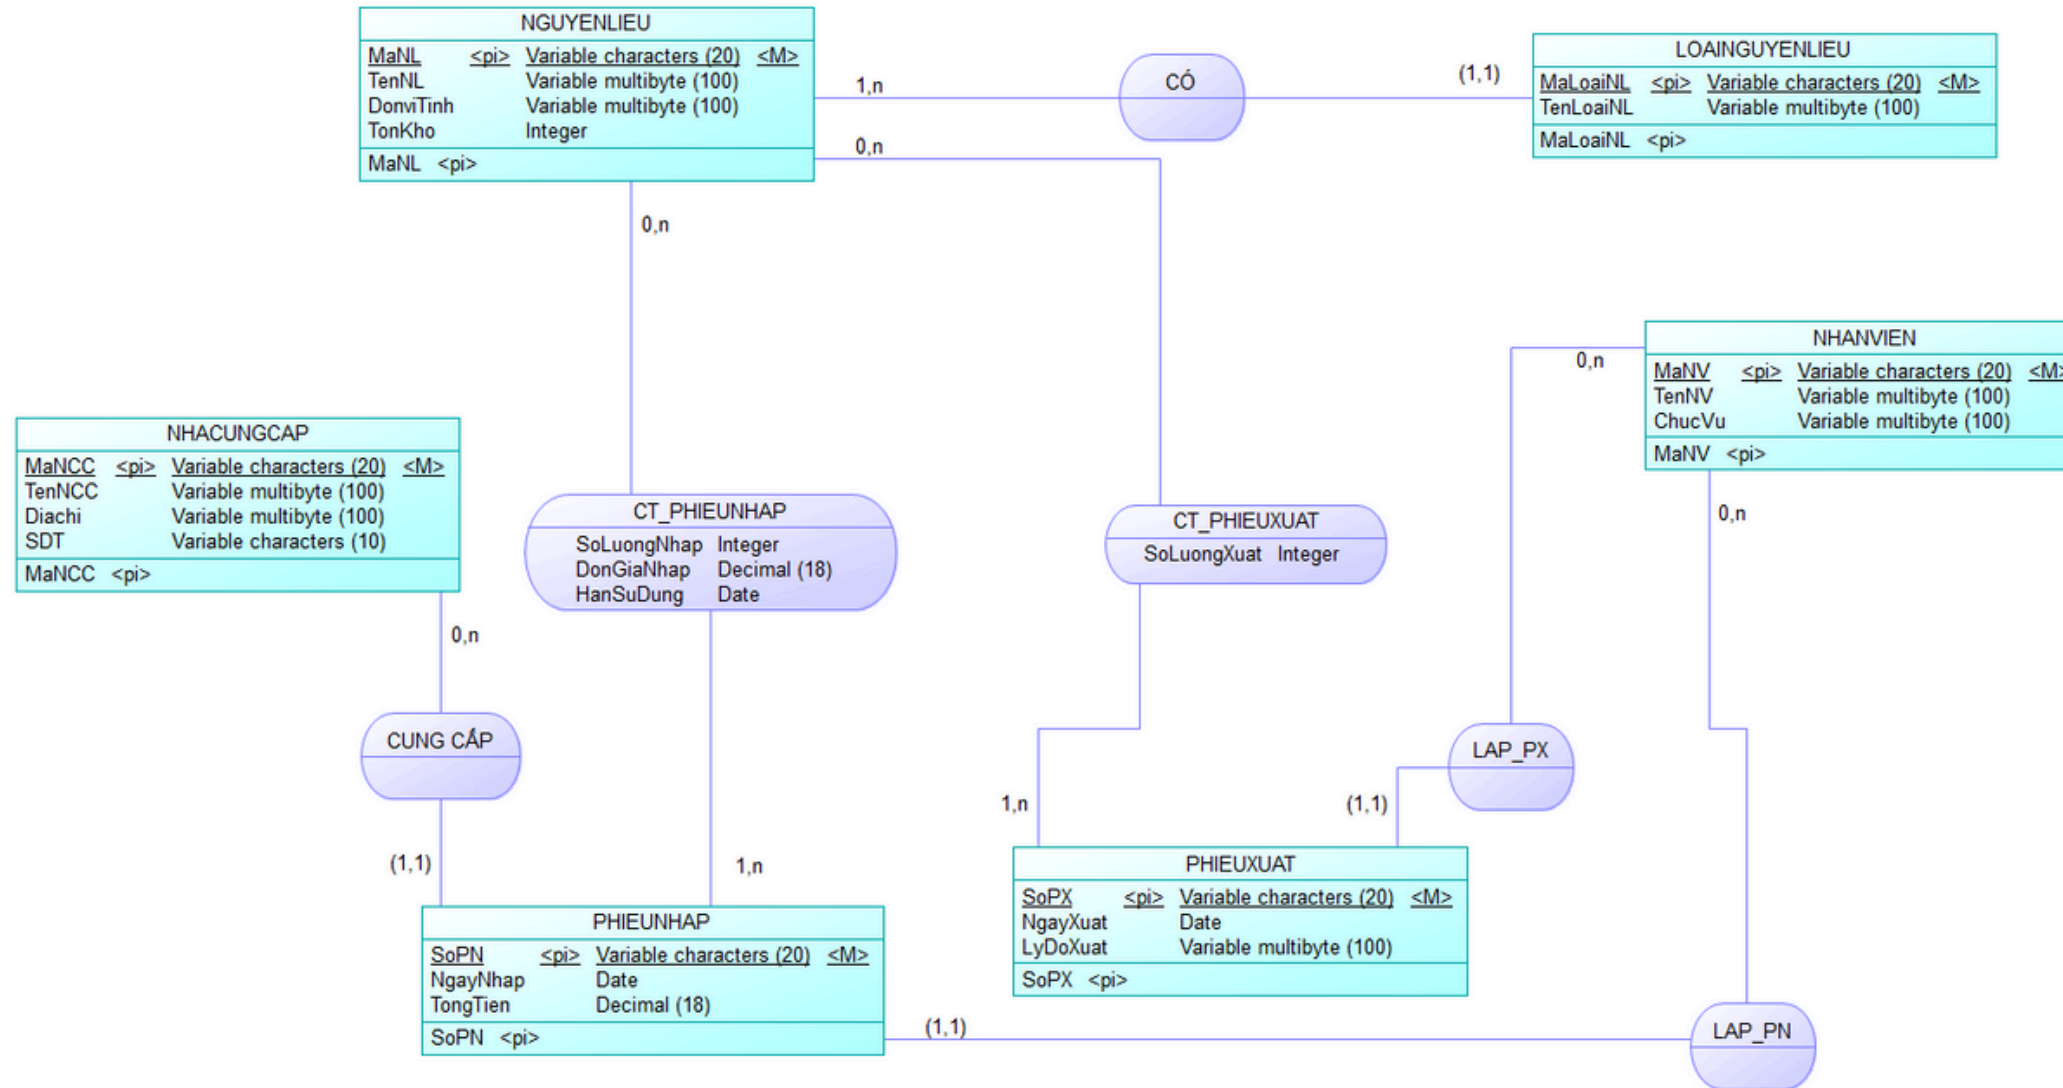 NGUYENLIEU
MaNL <pi> Variable characters (20) <M>
TenNL Variable multibyte (100)
DonviTinh Variable multibyte (100)
TonKho Integer
MaNL <pi>
1,n
CÓ
(1,1)
LOAINGUYENLIEU
MaLoaiNL <pi> Variable characters (20) <M>
TenLoaiNL Variable multibyte (100)
MaLoaiNL <pi>
0,n
0,n
NHANVIEN
MaNV <pi> Variable characters (20) <M>
TenNV Variable multibyte (100)
ChucVu Variable multibyte (100)
MaNV <pi>
0,n
0,n
NHACUNGCAP
MaNCC <pi> Variable characters (20) <M>
TenNCC Variable multibyte (100)
Diachi Variable multibyte (100)
SDT Variable characters (10)
MaNCC <pi>
CT_PHIEUNHAP
SoLuongNhap Integer
DonGiaNhap Decimal (18)
HanSuDung Date
CT_PHIEUXUAT
SoLuongXuat Integer
0,n
CUNG CẤP
LAP_PX
(1,1)
1,n
1,n
(1,1)
PHIEUXUAT
SoPX <pi> Variable characters (20) <M>
NgayXuat Date
LyDoXuat Variable multibyte (100)
SoPX <pi>
PHIEUNHAP
SoPN <pi> Variable characters (20) <M>
NgayNhap Date
TongTien Decimal (18)
SoPN <pi>
(1,1)
LAP_PN